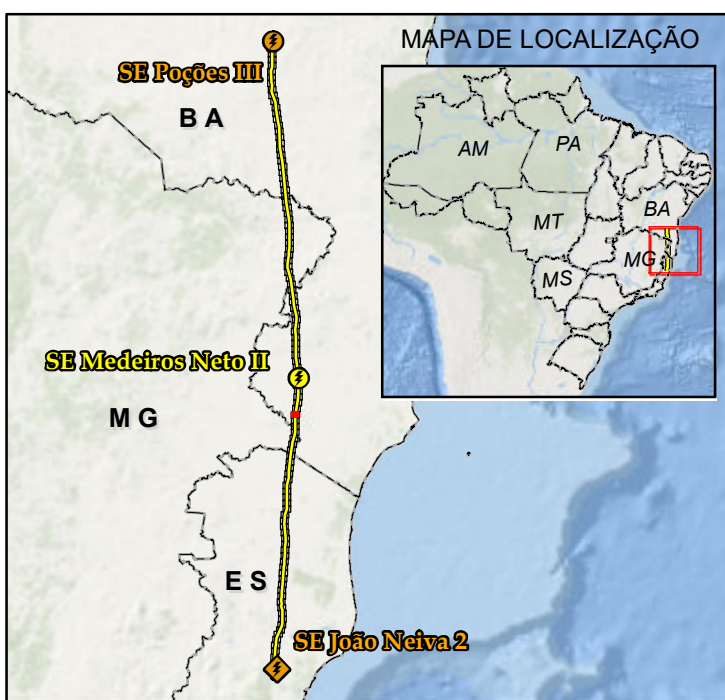 MAPA DE LOCALIZAÇÃO
SE Poções III
B A
SE Medeiros Neto II
M G
E S
SE João Neiva 2
AM
PA
MT
BA
MG
MS